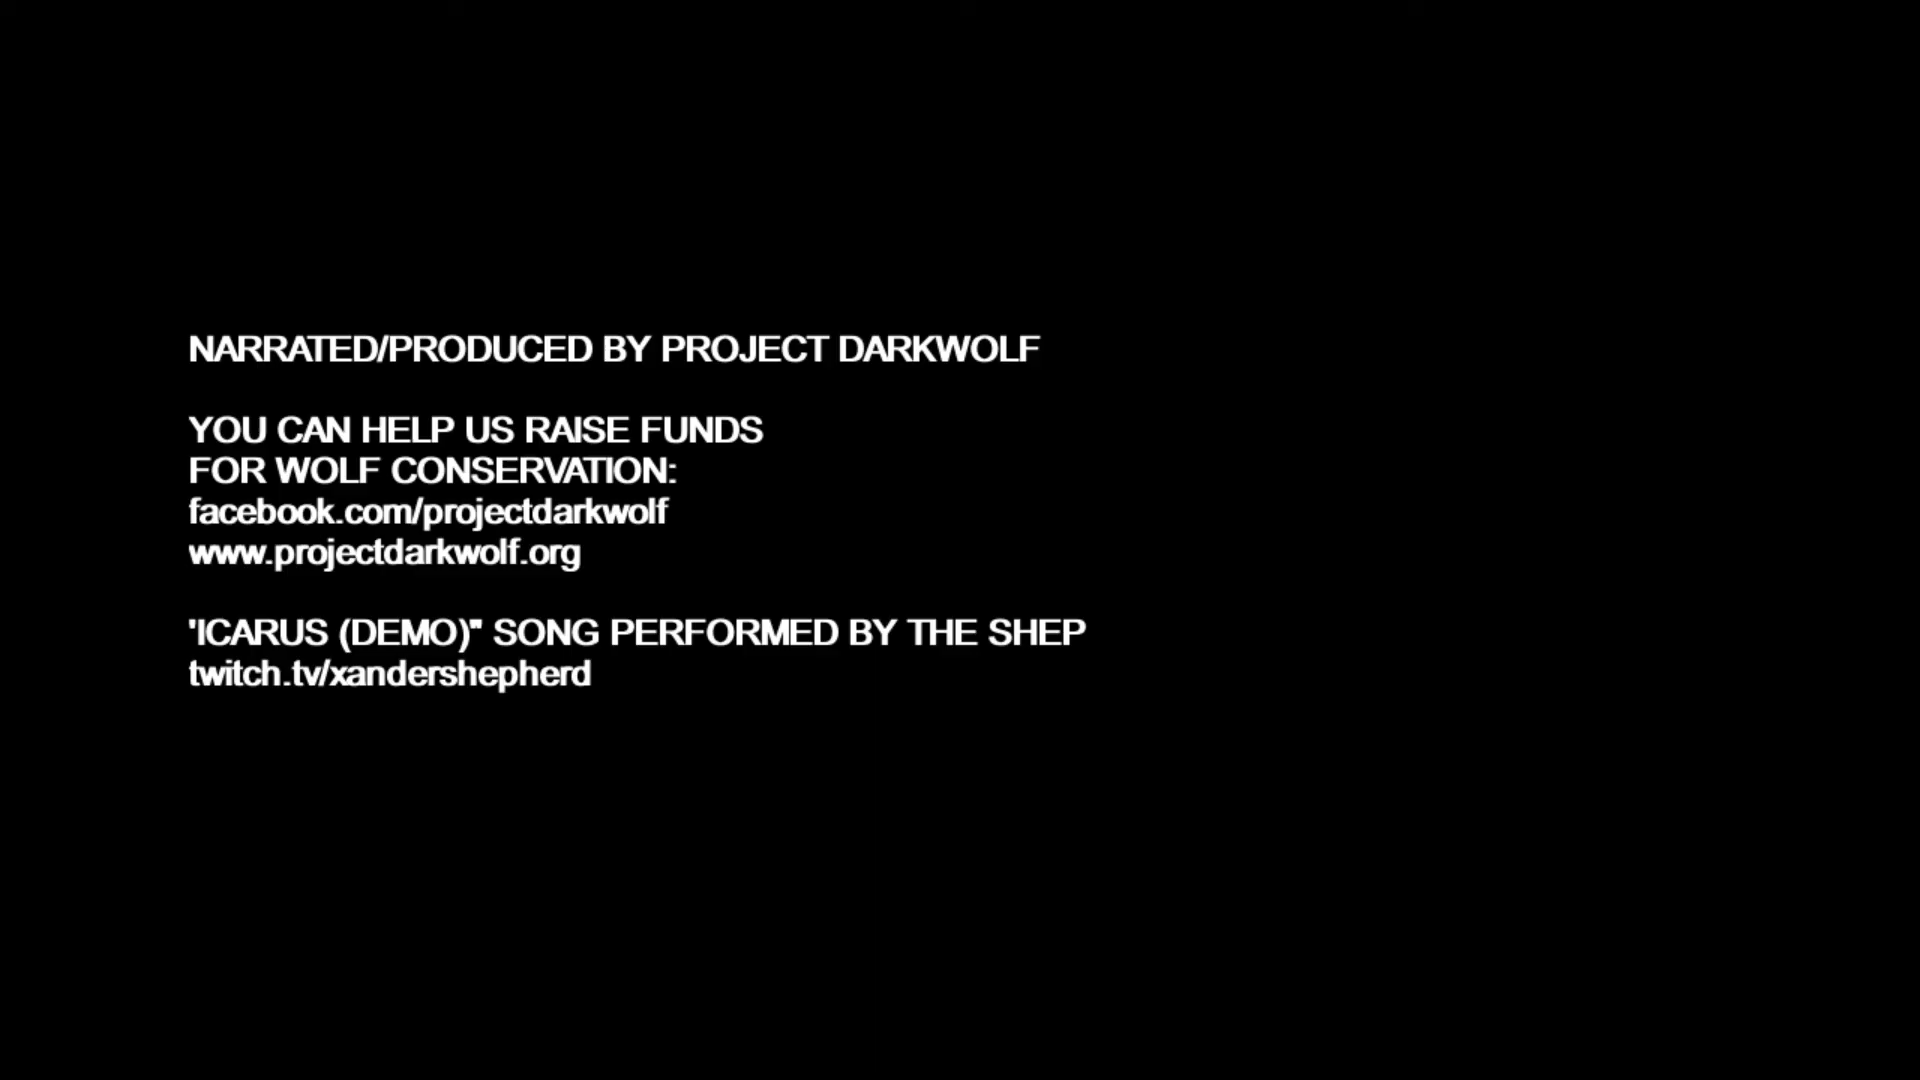 NARRATED/PRODUCED BY PROJECT DARKWOLF
YOU CAN HELP US RAISE FUNDS
FOR WOLF CONSERVATION:
facebook.com/projectdarkwolf
www.projectdarkwolf.org
'ICARUS (DEMO)" SONG PERFORMED BY THE SHEP
twitch.tv/xandershepherd